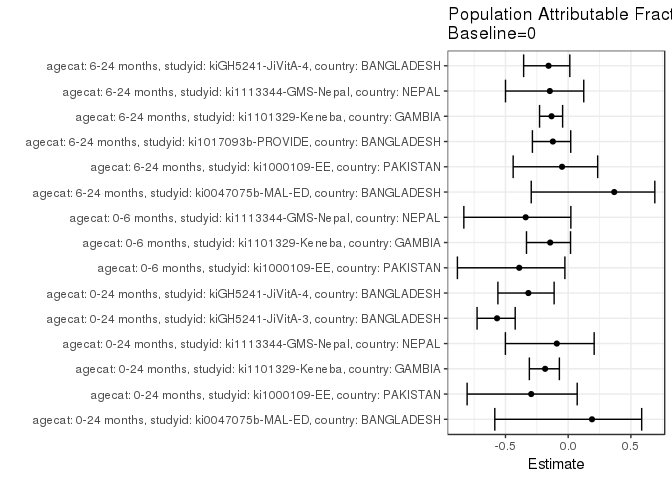 Population Attributable Fract
Baseline=0
agecat: 6-24 months, studyid: kiGH5241-JiVitA-4, country: BANGLADESH
agecat: 6-24 months, studyid: ki1113344-GMS-Nepal, country: NEPAL
agecat: 6-24 months, studyid: ki1101329-Keneba, country: GAMBIA
agecat: 6-24 months, studyid: ki1017093b-PROVIDE, country: BANGLADESH
agecat: 6-24 months, studyid: ki1000109-EE, country: PAKISTAN
agecat: 6-24 months, studyid: ki0047075b-MAL-ED, country: BANGLADESH
agecat: 0-6 months, studyid: ki1113344-GMS-Nepal, country: NEPAL
agecat: 0-6 months, studyid: ki1101329-Keneba, country: GAMBIA
agecat: 0-6 months, studyid: ki1000109-EE, country: PAKISTAN
agecat: 0-24 months, studyid: kiGH5241-JiVitA-4, country: BANGLADESH
agecat: 0-24 months, studyid: kiGH5241-JiVitA-3, country: BANGLADESH
agecat: 0-24 months, studyid: ki1113344-GMS-Nepal, country: NEPAL
agecat: 0-24 months, studyid: ki1101329-Keneba, country: GAMBIA
agecat: 0-24 months, studyid: ki1000109-EE, country: PAKISTAN
agecat: 0-24 months, studyid: ki0047075b-MAL-ED, country: BANGLADESH
-0.5 0.0 0.5
Estimate